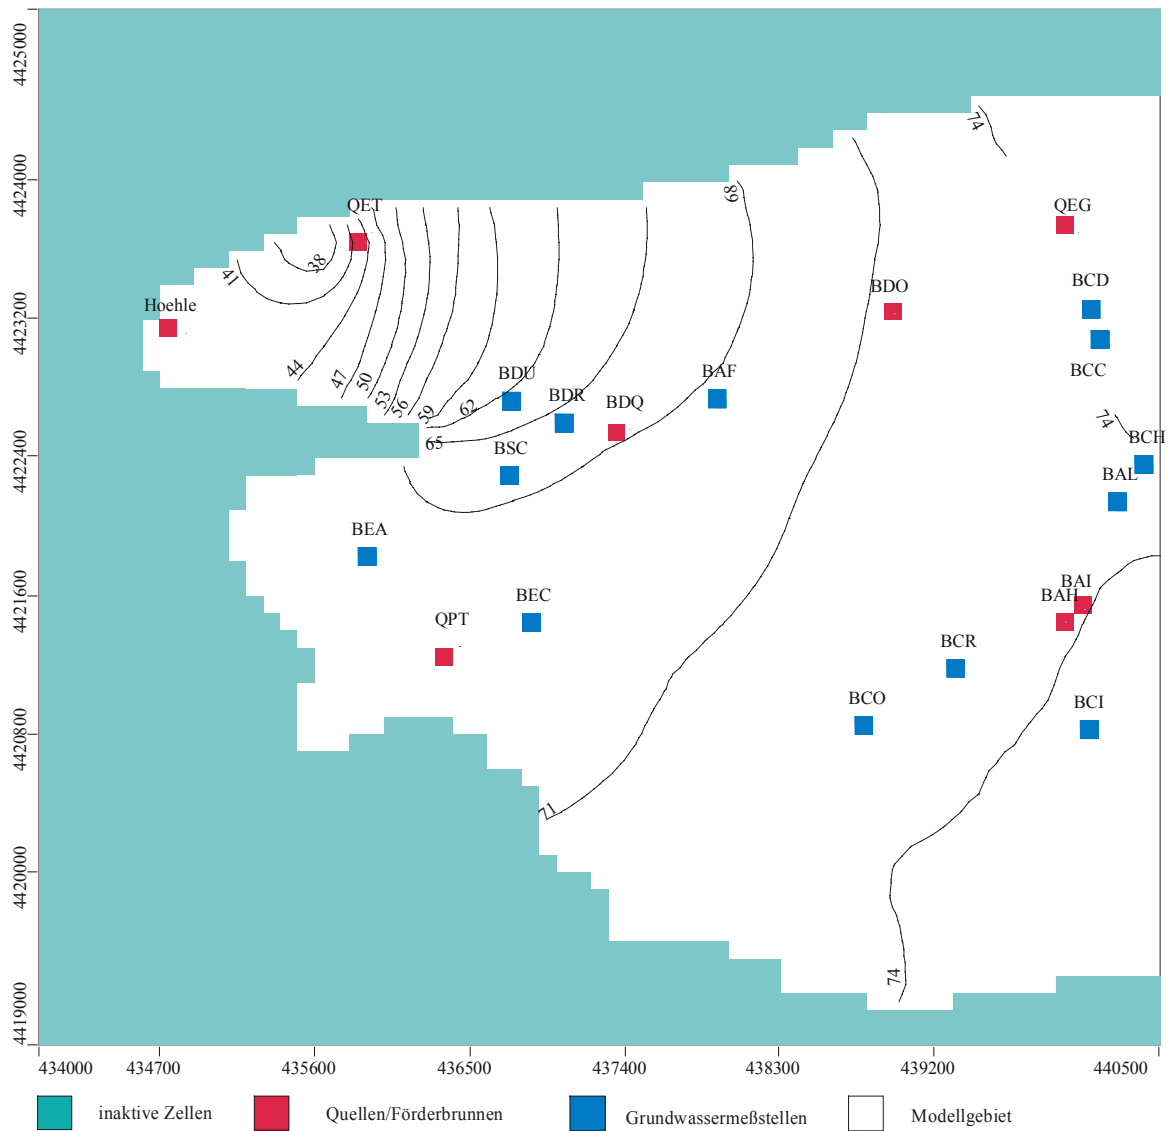 4425000
74
4424000
89
QET
QEG
38
41
BCD
BDO
Hoehle
4423200
44
BCC
47
50
BDU
BAF
53
BDR
BDQ
56
59
62
74
65
BSC
BCH
4422400
BAL
BEA
4421600
BEC
BAI
BAH
QPT
BCR
BCO
BCI
4420800
71
4420000
74
4419000
434000
434700
435600
436500
437400
438300
439200
440500
inaktive Zellen
Quellen/Förderbrunnen
Grundwassermeßstellen
Modellgebiet